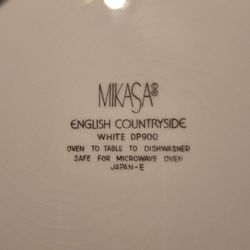 MIKASA®
ENGLISH COUNTRYSIDE
WHITE DP900
OVEN TO TABLE TO DISHWASHER
SAFE FOR MICROWAVE OVEN
JAPAN-E